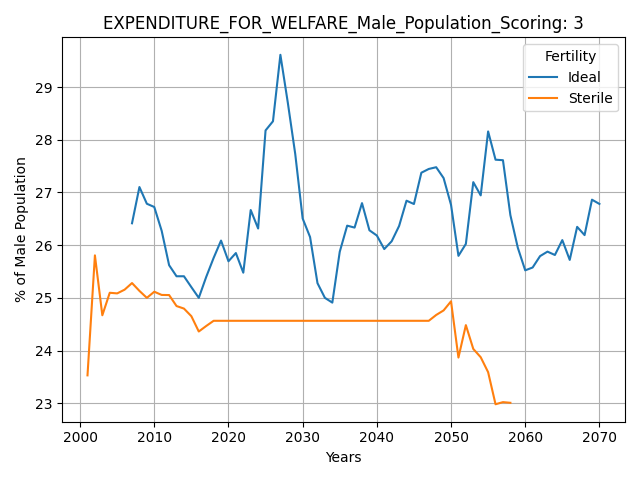 EXPENDITURE_FOR_WELFARE_Male_Population_Scoring: 3
Fertility
Ideal
Sterile
% of Male Population
29
28
27
26
25
24
23
2000 2010 2020 2030 2040 2050 2060 2070
Years